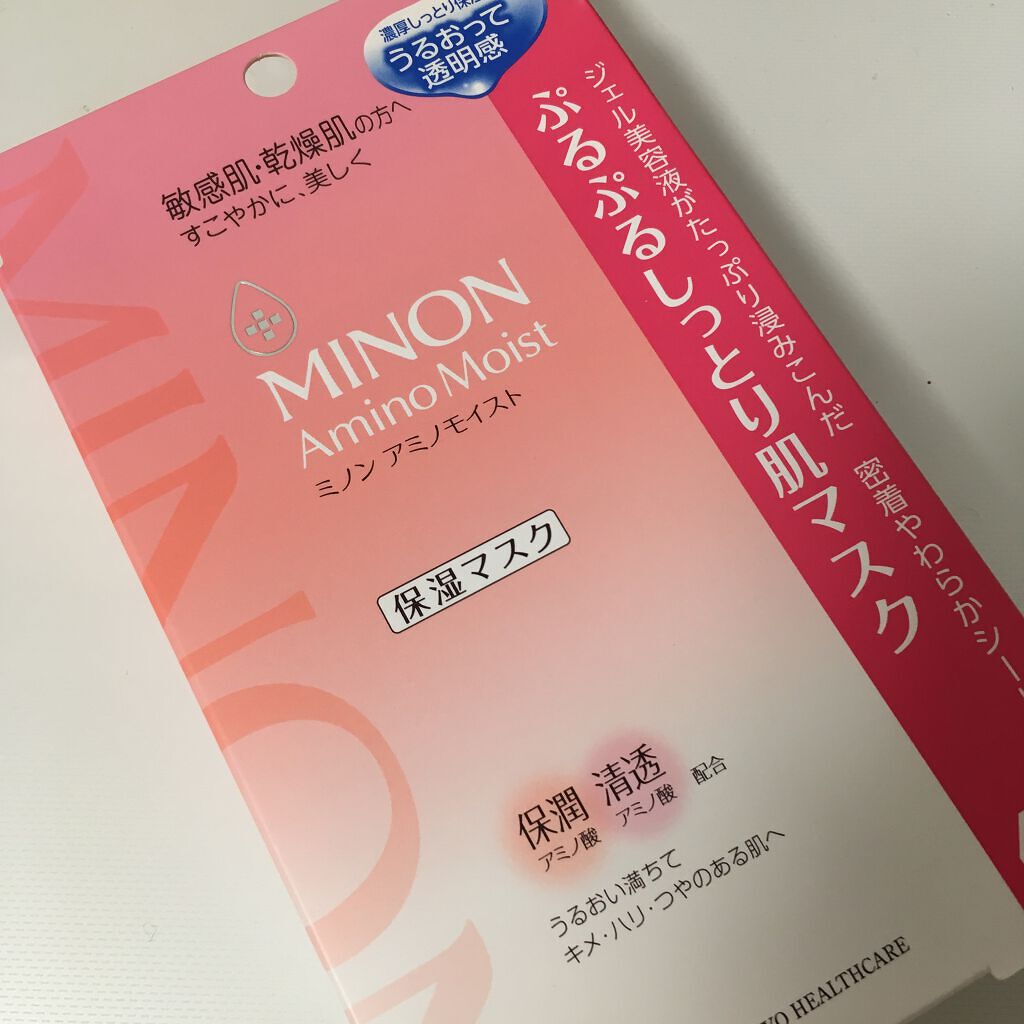 濃厚しっとり保
うるおって
透明感
敏感肌・乾燥肌の方へ
すこやかに、美しく
MINON
Amino Moist
ミノン アミノモイスト
保湿マスク
ジェル美容液がたっぷり浸みこんだ 密着やわらかシー
ぷるぷるしっとり肌マスク
保潤 清透 配合
アミノ酸 アミノ酸
うるおい満ちて
キメ・ハリ・つやのある肌へ
YO HEALTHCARE
MINON